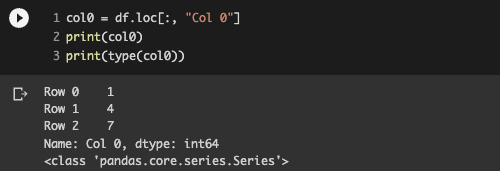 1 col0 = df.loc[:, "Col 0"]
2 print(col0)
3 print(type(col0))
Row 0    1
Row 1    4
Row 2    7
Name: Col 0, dtype: int64
<class 'pandas.core.series.Series'>